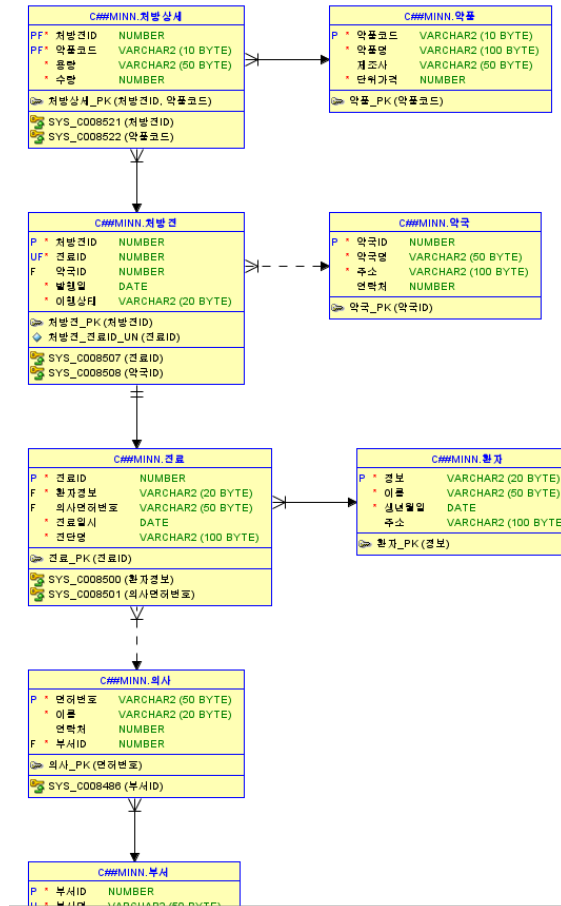 C##MINN.처방상세
PF* 처방전ID NUMBER
PF* 약품코드 VARCHAR2 (10 BYTE)
* 용량 VARCHAR2 (50 BYTE)
* 수량 NUMBER
처방상세_PK (처방전ID, 약품코드)
SYS_C008521 (처방전ID)
SYS_C008522 (약품코드)
C##MINN.약품
P * 약품코드 VARCHAR2 (10 BYTE)
* 약품명 VARCHAR2 (100 BYTE)
제조사 VARCHAR2 (50 BYTE)
* 단위가격 NUMBER
약품_PK (약품코드)
C##MINN.처방전
P * 처방전ID NUMBER
UF* 진료ID NUMBER
F 약국ID NUMBER
* 발행일 DATE
* 이행상태 VARCHAR2 (20 BYTE)
처방전_PK (처방전ID)
처방전_진료ID_UN (진료ID)
SYS_C008507 (진료ID)
SYS_C008508 (약국ID)
C##MINN.약국
P * 약국ID NUMBER
* 약국명 VARCHAR2 (50 BYTE)
* 주소 VARCHAR2 (100 BYTE)
연락처 NUMBER
약국_PK (약국ID)
C##MINN.진료
P * 진료ID NUMBER
F * 환자경보 VARCHAR2 (20 BYTE)
F 의사면허번호 VARCHAR2 (50 BYTE)
* 진료일시 DATE
* 진단명 VARCHAR2 (100 BYTE)
진료_PK (진료ID)
SYS_C008500 (환자경보)
SYS_C008501 (의사면허번호)
C##MINN.환자
P * 경보 VARCHAR2 (20 BYTE)
* 이름 VARCHAR2 (50 BYTE)
* 생년월일 DATE
주소 VARCHAR2 (100 BYTE
환자_PK (경보)
C##MINN.의사
P * 면허번호 VARCHAR2 (50 BYTE)
* 이름 VARCHAR2 (20 BYTE)
연락처 NUMBER
F * 부서ID NUMBER
의사_PK (면허번호)
SYS_C008486 (부서ID)
C##MINN.부서
P * 부서ID NUMBER
U * 부서명 VARCHAR2 (50 BYTE)